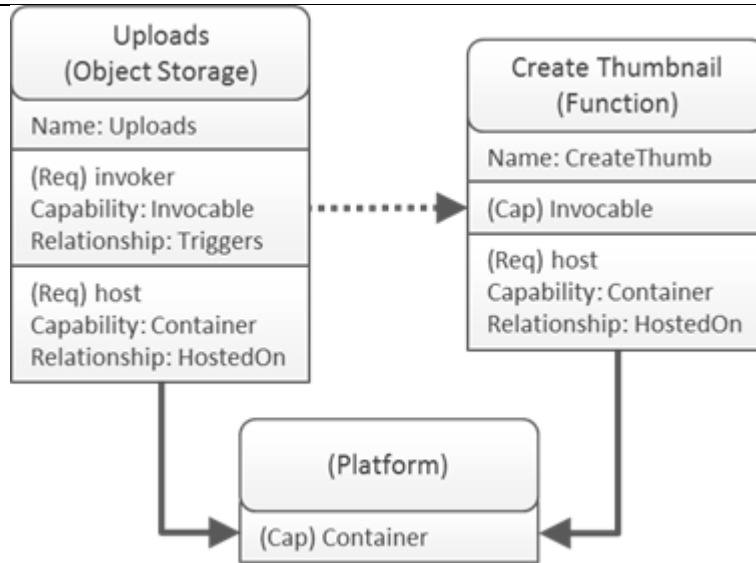 Uploads
(Object Storage)
Name: Uploads
(Req) invoker
Capability: Invocable
Relationship: Triggers
(Req) host
Capability: Container
Relationship: HostedOn
Create Thumbnail
(Function)
Name: CreateThumb
(Cap) Invocable
(Req) host
Capability: Container
Relationship: HostedOn
(Platform)
(Cap) Container